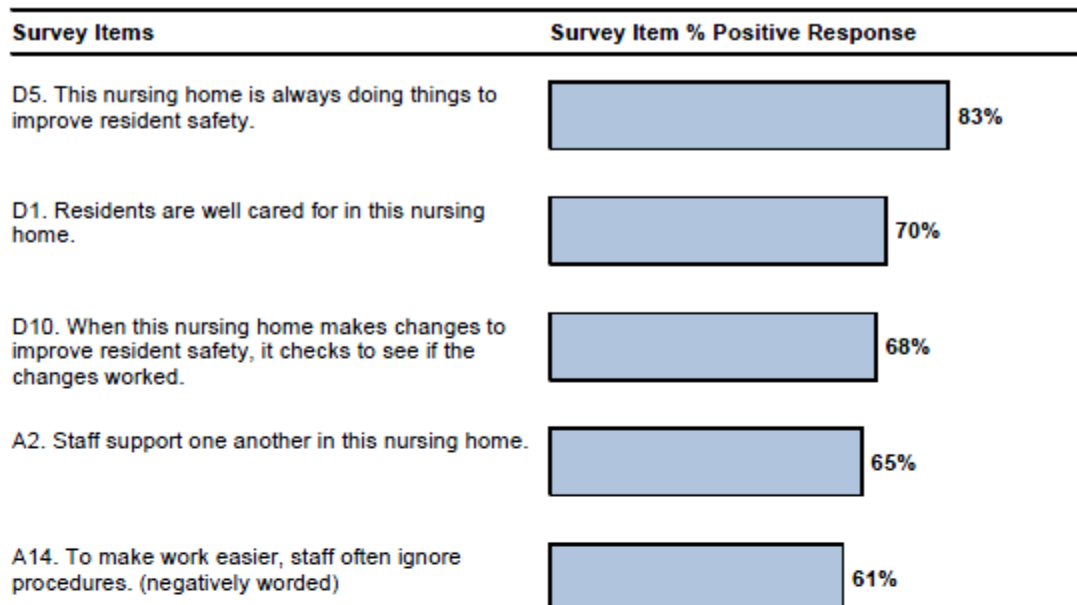 Survey Items
Survey Item % Positive Response
D5. This nursing home is always doing things to
improve resident safety.
83%
D1. Residents are well cared for in this nursing
home.
70%
D10. When this nursing home makes changes to
improve resident safety, it checks to see if the
changes worked.
68%
A2. Staff support one another in this nursing home.
65%
A14. To make work easier, staff often ignore
procedures. (negatively worded)
61%